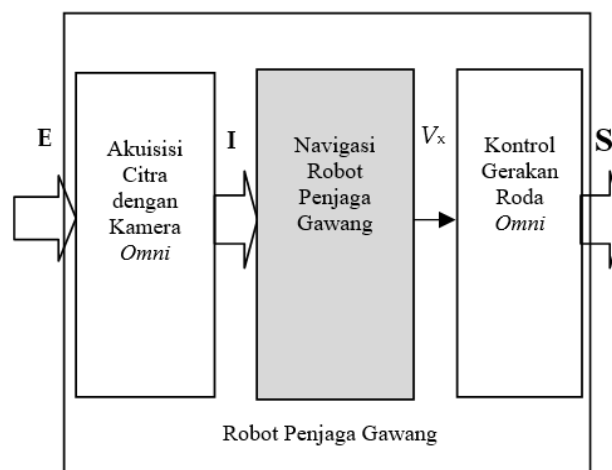 E
Akuisisi
Citra
dengan
Kamera
Omni
I
Navigasi
Robot
Penjaga
Gawang
Vx
Kontrol
Gerakan
Roda
Omni
S
Robot Penjaga Gawang